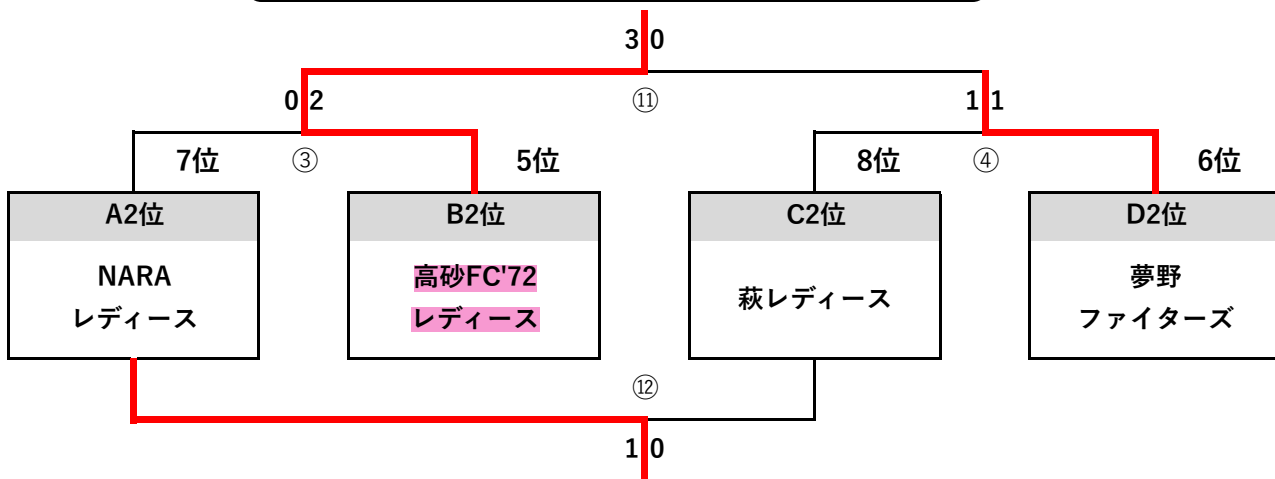 3 0
0 2
⑪
1 1
7位
③
5位
8位
④
6位
A2位
B2位
C2位
D2位
NARA
レディース
高砂FC'72
レディース
萩レディース
夢野
ファイターズ
⑫
1 0